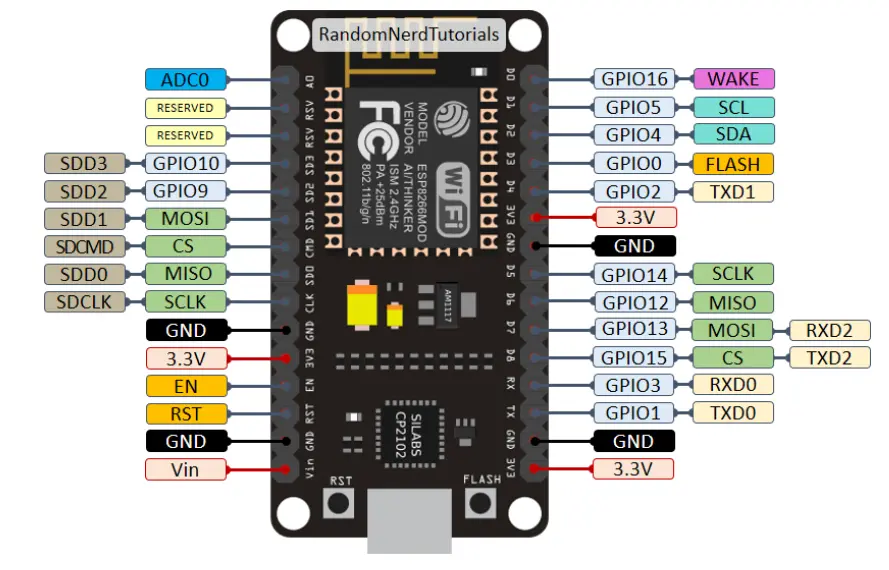 RandomNerdTutorials
ADC0 A0
RESERVED RSV
RESERVED RSV
SDD3 GPIO10 SD3
SDD2 GPIO9 SD2
SDD1 MOSI SD1
SDCMD CS CMD
SDD0 MISO SDO
SDCLK SCLK CLK
GND GND
3.3V 3V3
EN EN
RST RST
GND GND
Vin Vin
D0 GPIO16 WAKE
D1 GPIO5 SCL
D2 GPIO4 SDA
D3 GPIO0 FLASH
D4 GPIO2 TXD1
3V3 3.3V
GND GND
D5 GPIO14 SCLK
D6 GPIO12 MISO
D7 GPIO13 MOSI RXD2
D8 GPIO15 CS TXD2
RX GPIO3 RXD0
TX GPIO1 TXD0
GND GND
3V3 3.3V
MODEL ESP8266MOD
VENDOR AI/THINKER
ISM 2.4GHz
PA +25dBm
802.11b/g/n
FC
Wi Fi
AM1117
SILABS
CP2102
RST
FLASH